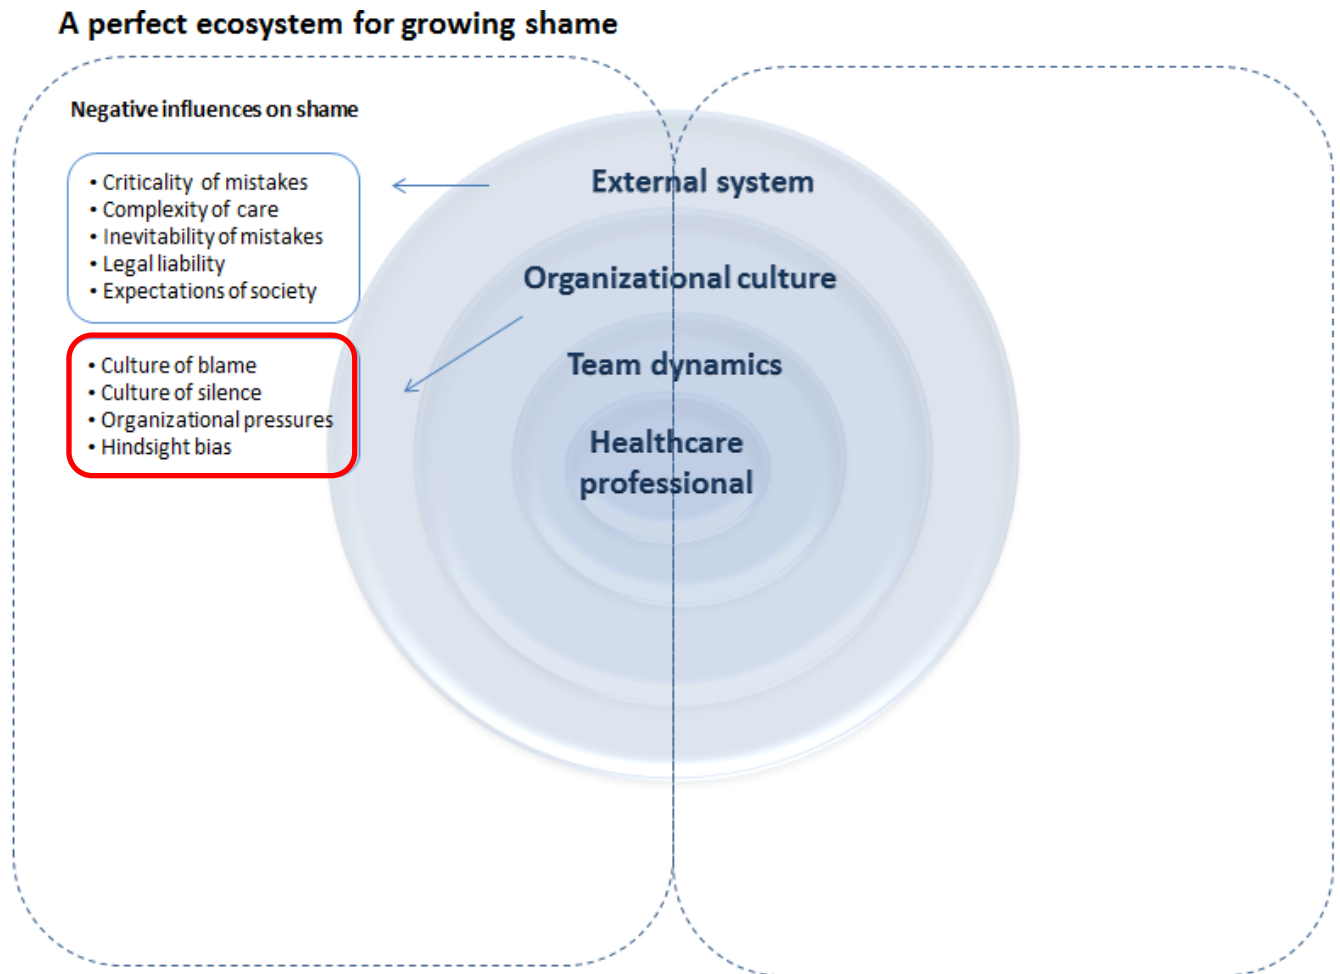 A perfect ecosystem for growing shame
Negative influences on shame
• Criticality of mistakes
• Complexity of care
• Inevitability of mistakes
• Legal liability
• Expectations of society
• Culture of blame
• Culture of silence
• Organizational pressures
• Hindsight bias
External system
Organizational culture
Team dynamics
Healthcare
professional